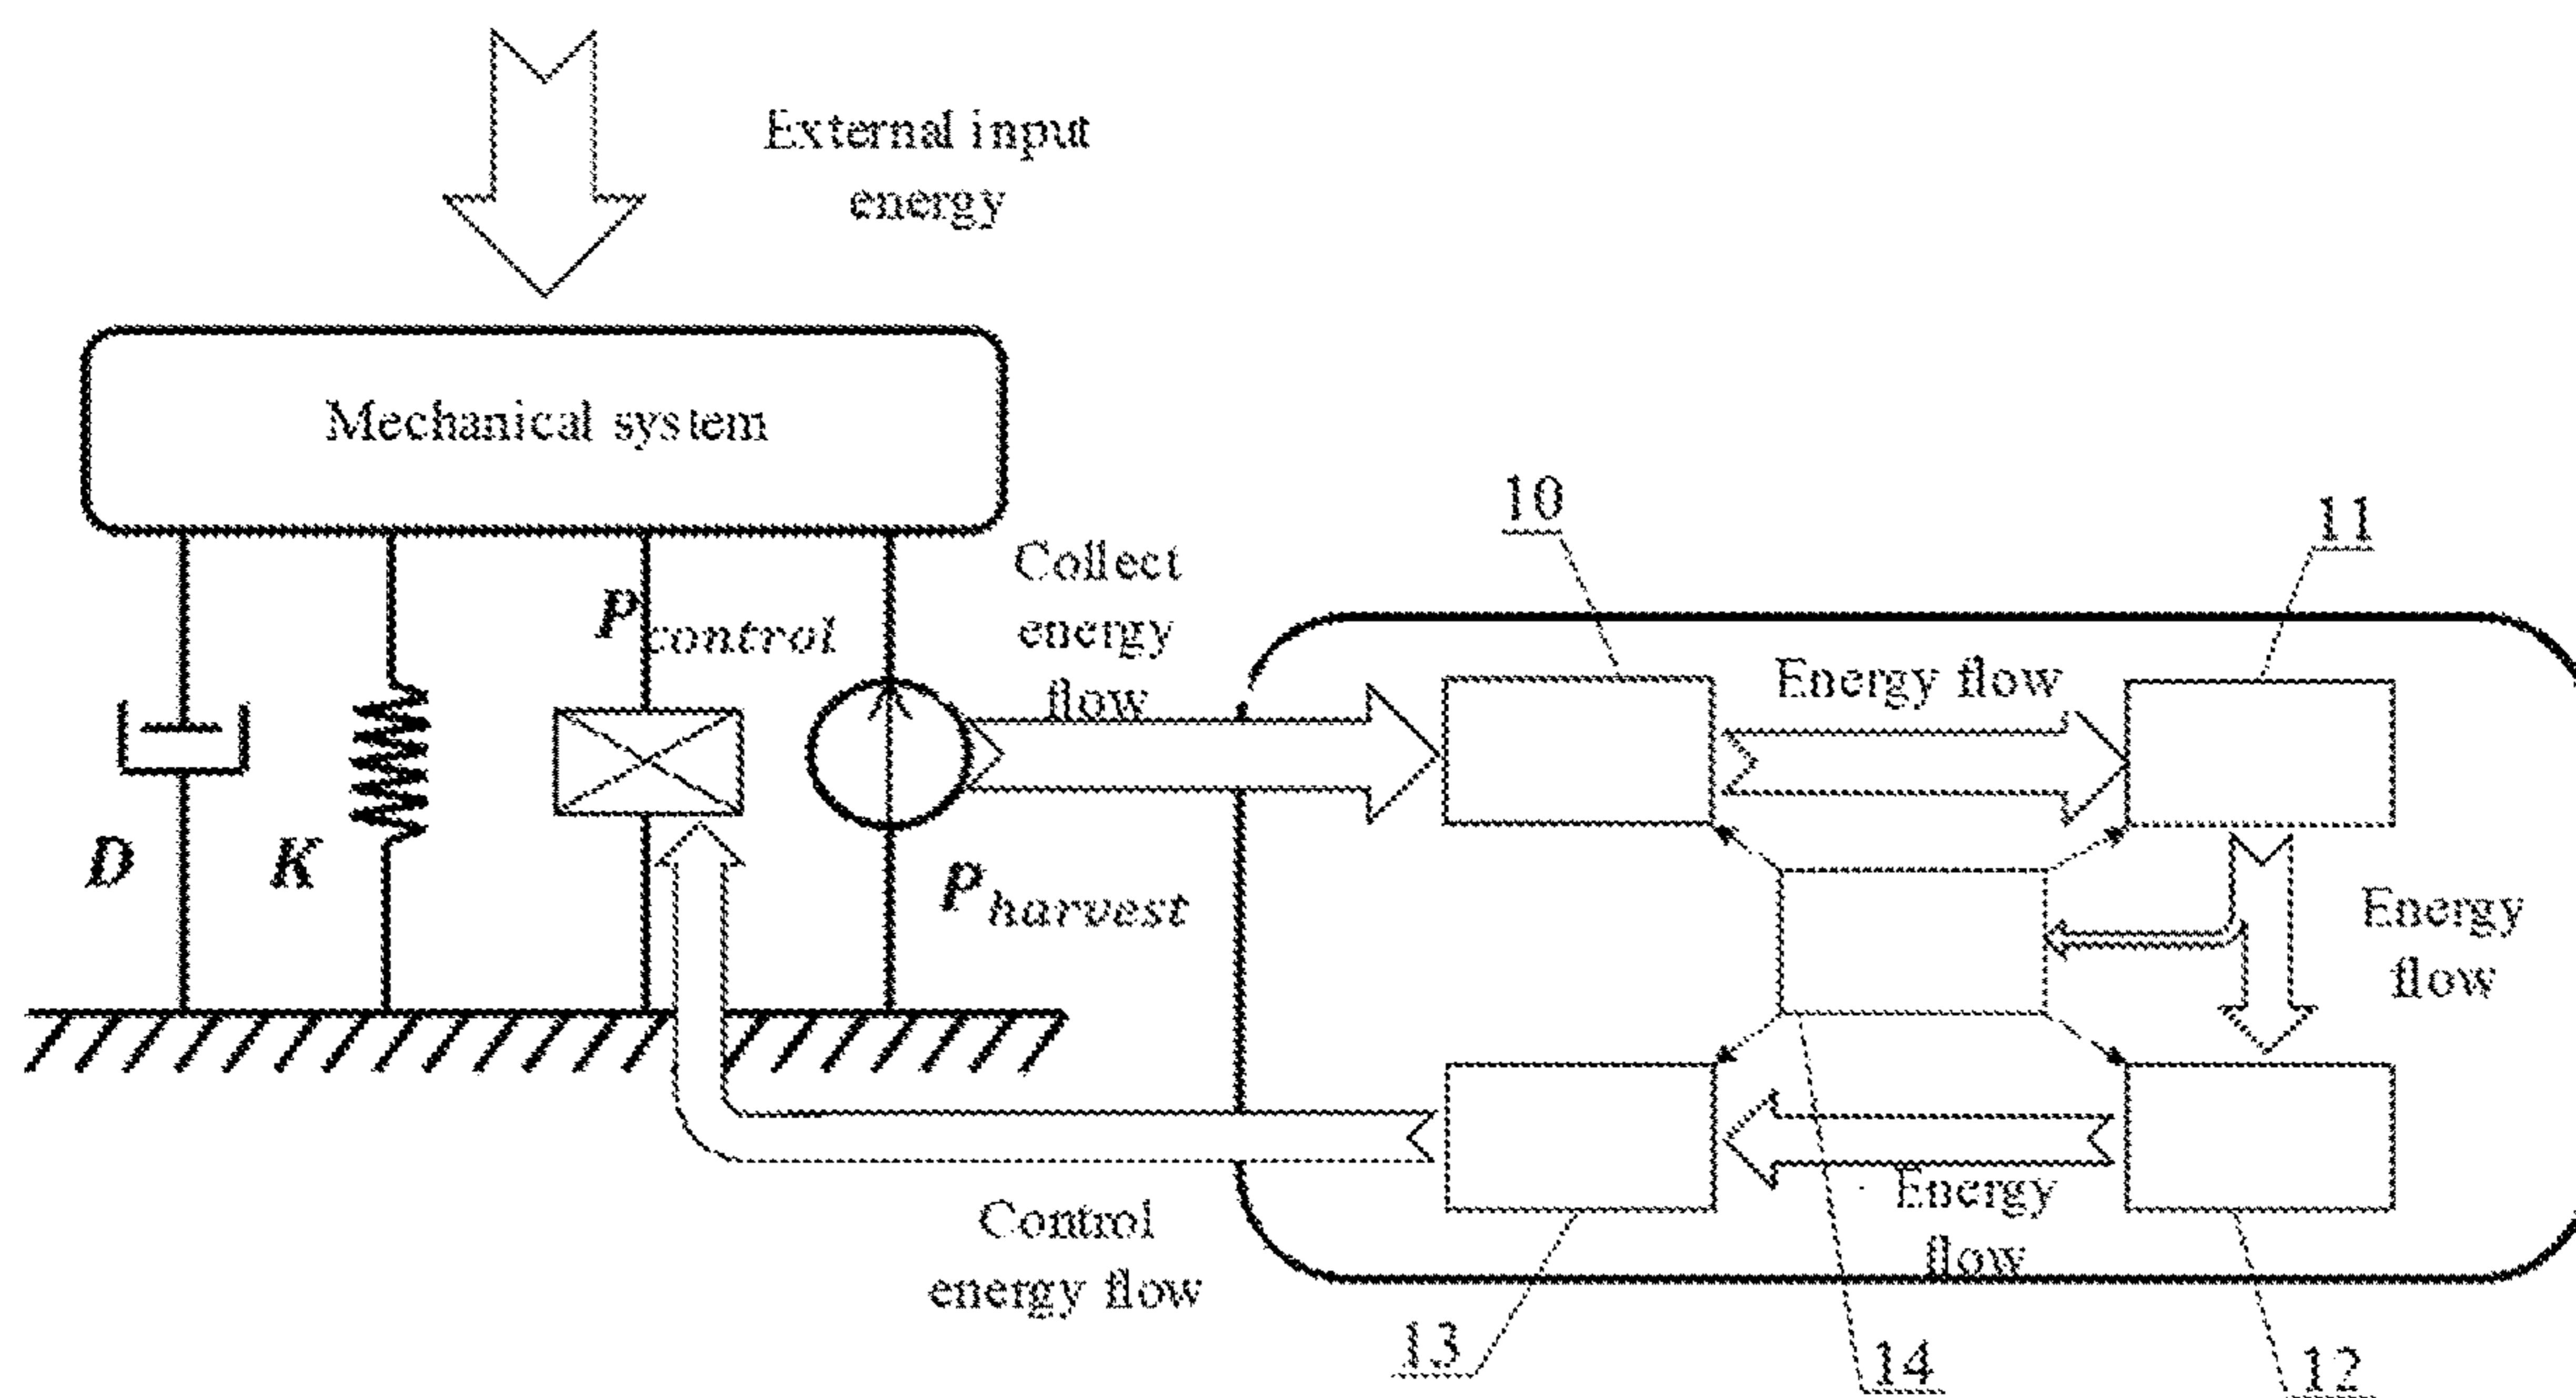 External input
energy
Mechanical system
10
11
Collect
energy
flow
P control
Energy flow
D
K
P harvest
Energy
flow
Energy
flow
Control
energy flow
13
14
12